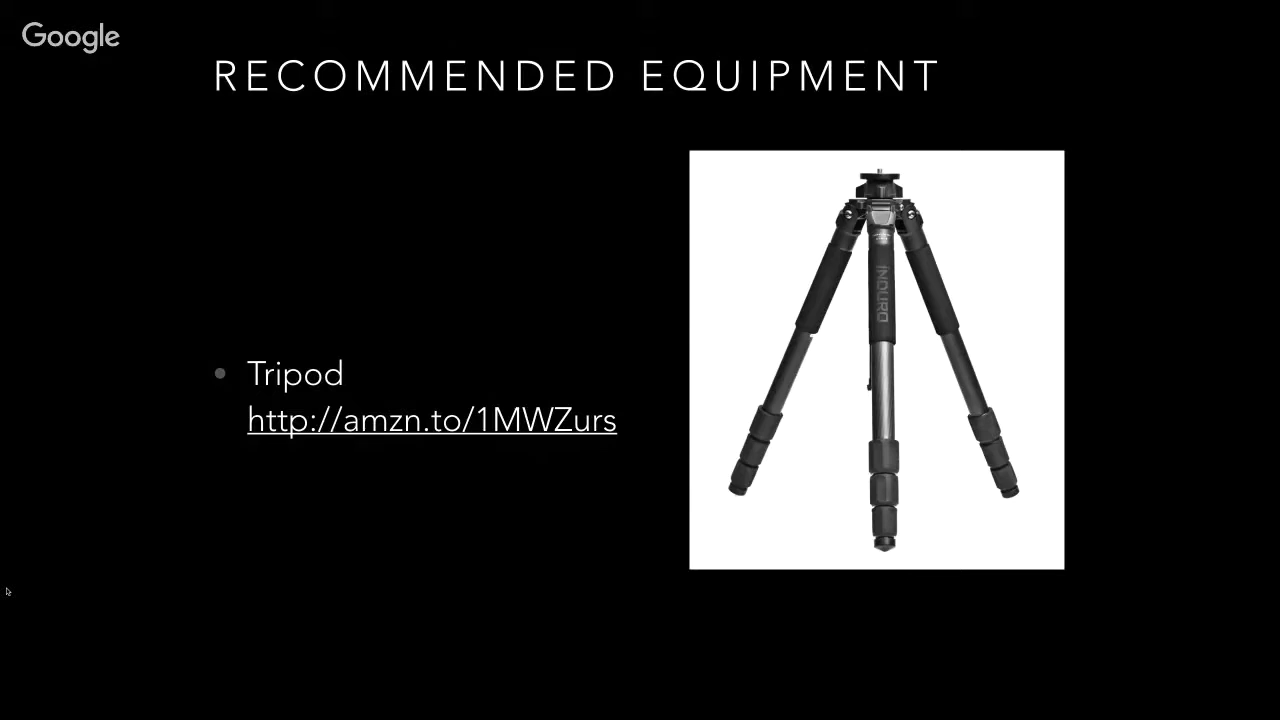 Google
RECOMMENDED EQUIPMENT
INDURO
• Tripod
http://amzn.to/1MWZurs